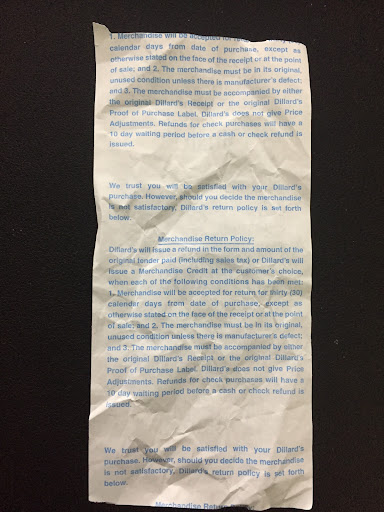 1. Merchandise will be accepted for
calendar days from date of purchase, except as
otherwise stated on the face of the receipt or at the point
of sale; and 2. The merchandise must be in its original,
unused condition unless there is manufacturer's defect;
and 3. The merchandise must be accompanied by either
the original Dillard's Receipt or the original Dillard's
Proof of Purchase Label. Dillard's does not give Price
Adjustments. Refunds for check purchases will have a
10 day waiting period before a cash or check refund is
issued.
We trust you will be satisfied with your Dillard's
purchase. However, should you decide the merchandise
is not satisfactory, Dillard's return policy is set forth
below.
Merchandise Return Policy:
Dillard's will issue a refund in the form and amount of the
original tender paid (including sales tax) or Dillard's will
issue a Merchandise Credit at the customer's choice,
when each of the following conditions has been met:
1. Merchandise will be accepted for return for thirty (30)
calendar days from date of purchase, except as
otherwise stated on the face of the receipt or at the point
of sale; and 2. The merchandise must be in its original,
unused condition unless there is manufacturer's defect;
and 3. The merchandise must be accompanied by either
the original Dillard's Receipt or the original Dillard's
Proof of Purchase Label. Dillard's does not give Price
Adjustments. Refunds for check purchases will have a
10 day waiting period before a cash or check refund is
issued.
We trust you will be satisfied with your Dillard's
purchase. However, should you decide the merchandise
is not satisfactory, Dillard's return policy is set forth
below.
Merchandise Return